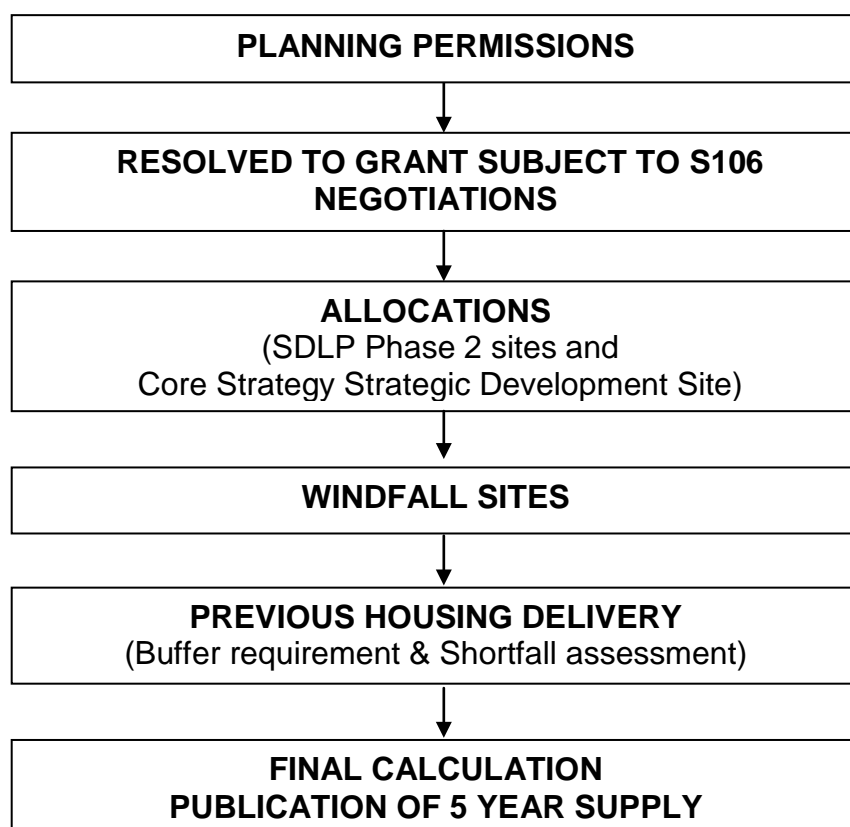 PLANNING PERMISSIONS
RESOLVED TO GRANT SUBJECT TO S106
NEGOTIATIONS
ALLOCATIONS
(SDLP Phase 2 sites and
Core Strategy Strategic Development Site)
WINDFALL SITES
PREVIOUS HOUSING DELIVERY
(Buffer requirement & Shortfall assessment)
FINAL CALCULATION
PUBLICATION OF 5 YEAR SUPPLY